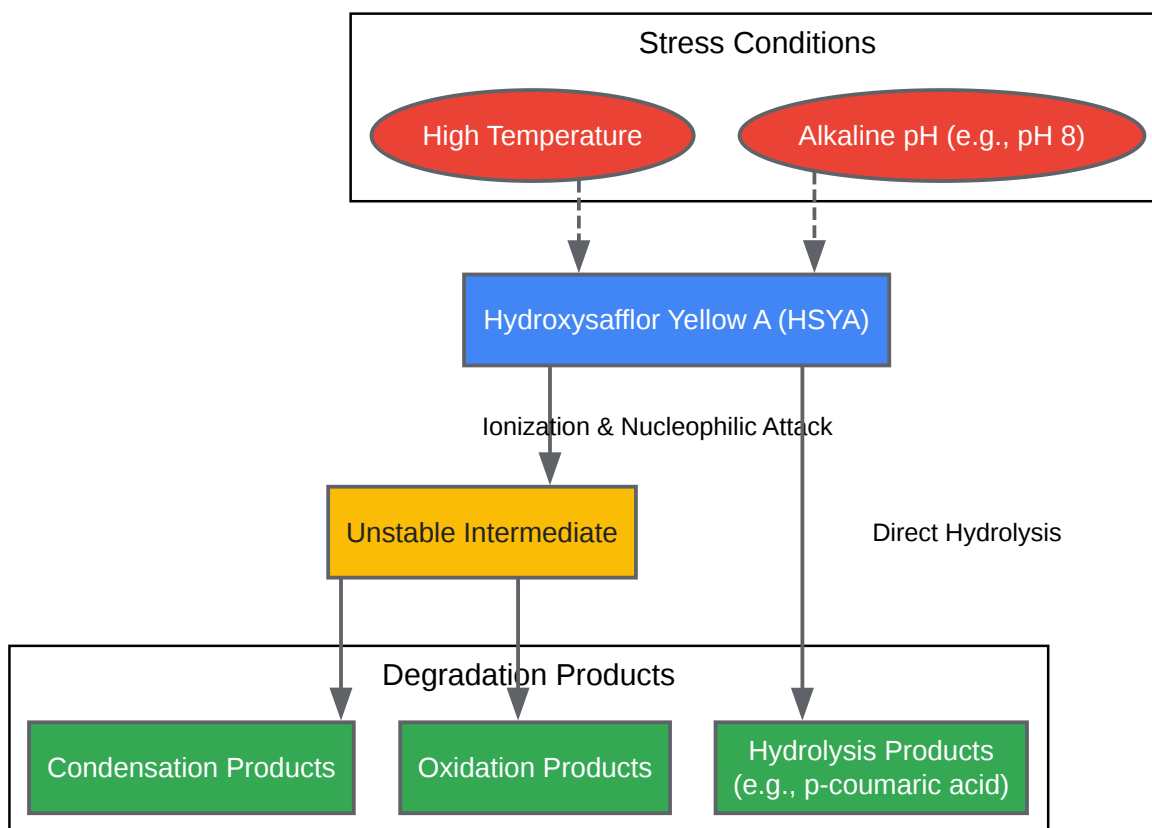 Stress Conditions
High Temperature
Alkaline pH (e.g., pH 8)
Hydroxysafflor Yellow A (HSYA)
Ionization & Nucleophilic Attack
Unstable Intermediate
Direct Hydrolysis
Degradation Products
Condensation Products
Oxidation Products
Hydrolysis Products
(e.g., p-coumaric acid)